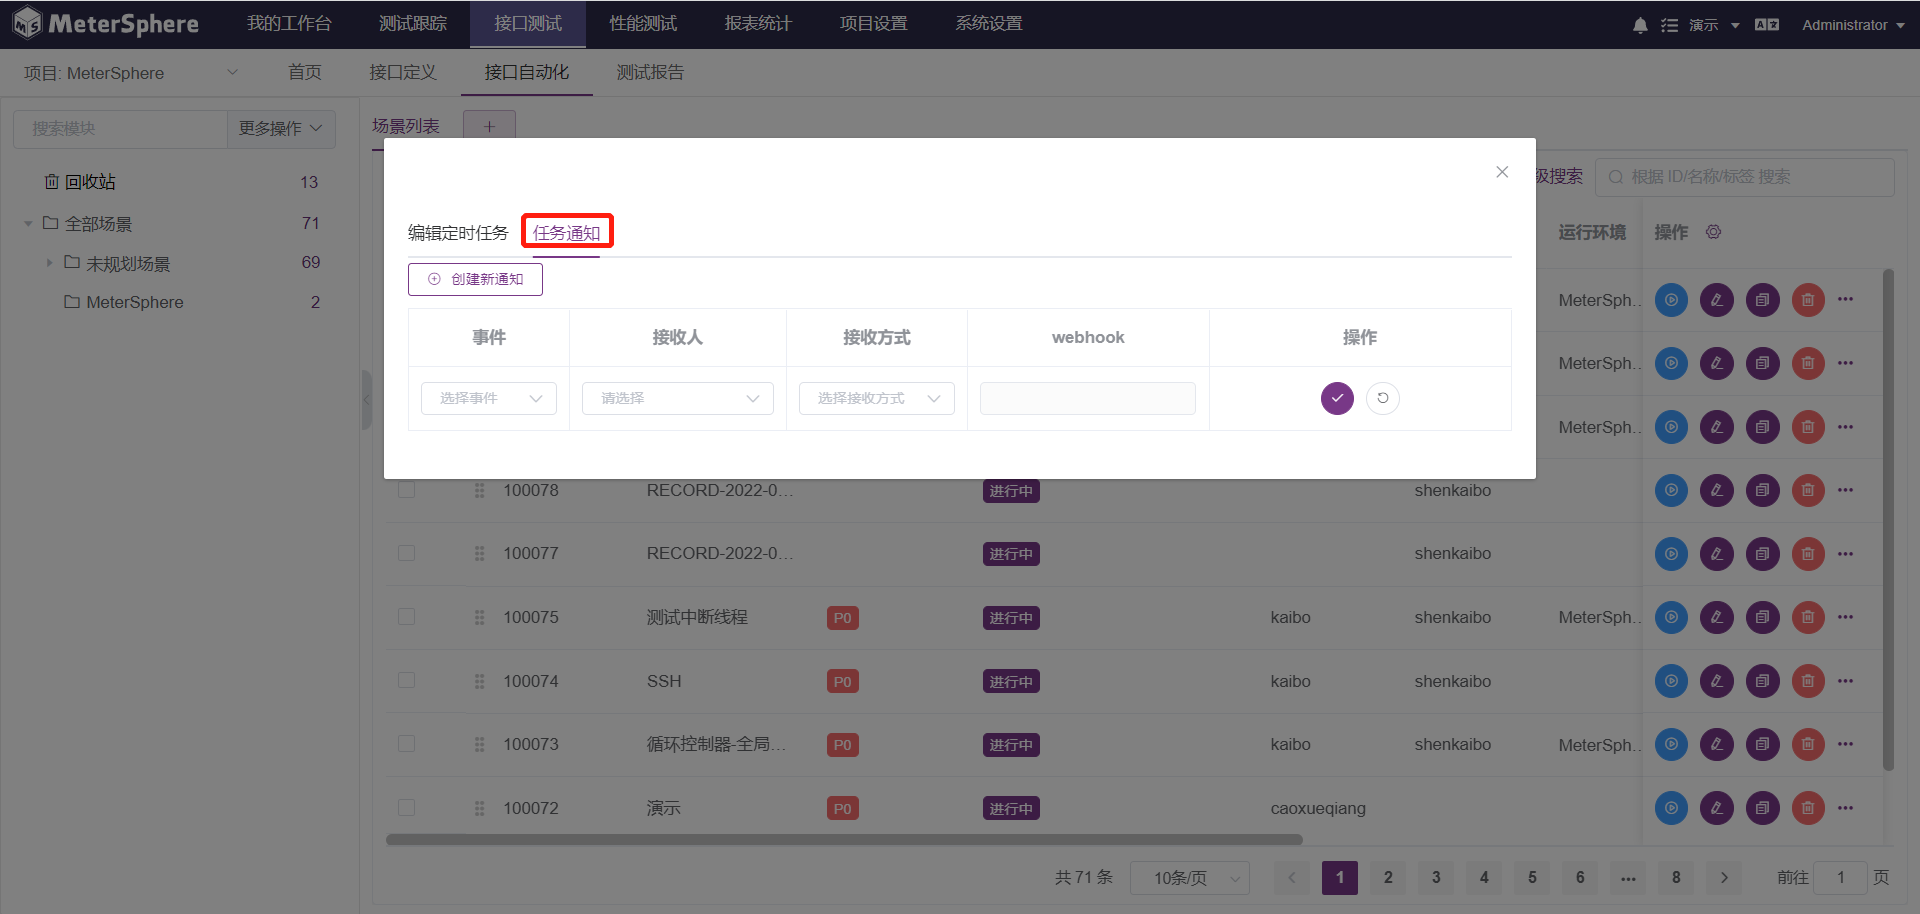 MeterSphere 我的工作台 测试跟踪 接口测试 性能测试 报表统计 项目设置 系统设置 演示 Administrator
项目: MeterSphere 首页 接口定义 接口自动化 测试报告
搜索模块 更多操作
回收站 13
全部场景 71
未规划场景 69
MeterSphere 2
场景列表 +
级搜索 根据 ID/名称/标签 搜索
运行环境 操作
编辑定时任务 任务通知
创建新通知
事件 接收人 接收方式 webhook 操作
选择事件 请选择 选择接收方式
MeterSph...
MeterSph...
MeterSph...
100078 RECORD-2022-0... 进行中 shenkaibo
100077 RECORD-2022-0... 进行中 shenkaibo
100075 测试中断线程 P0 进行中 kaibo shenkaibo MeterSph...
100074 SSH P0 进行中 kaibo shenkaibo
100073 循环控制器-全局... P0 进行中 kaibo shenkaibo MeterSph...
100072 演示 P0 进行中 caoxueqiang
共 71 条 10条/页 < 1 2 3 4 5 6 ... 8 > 前往 1 页